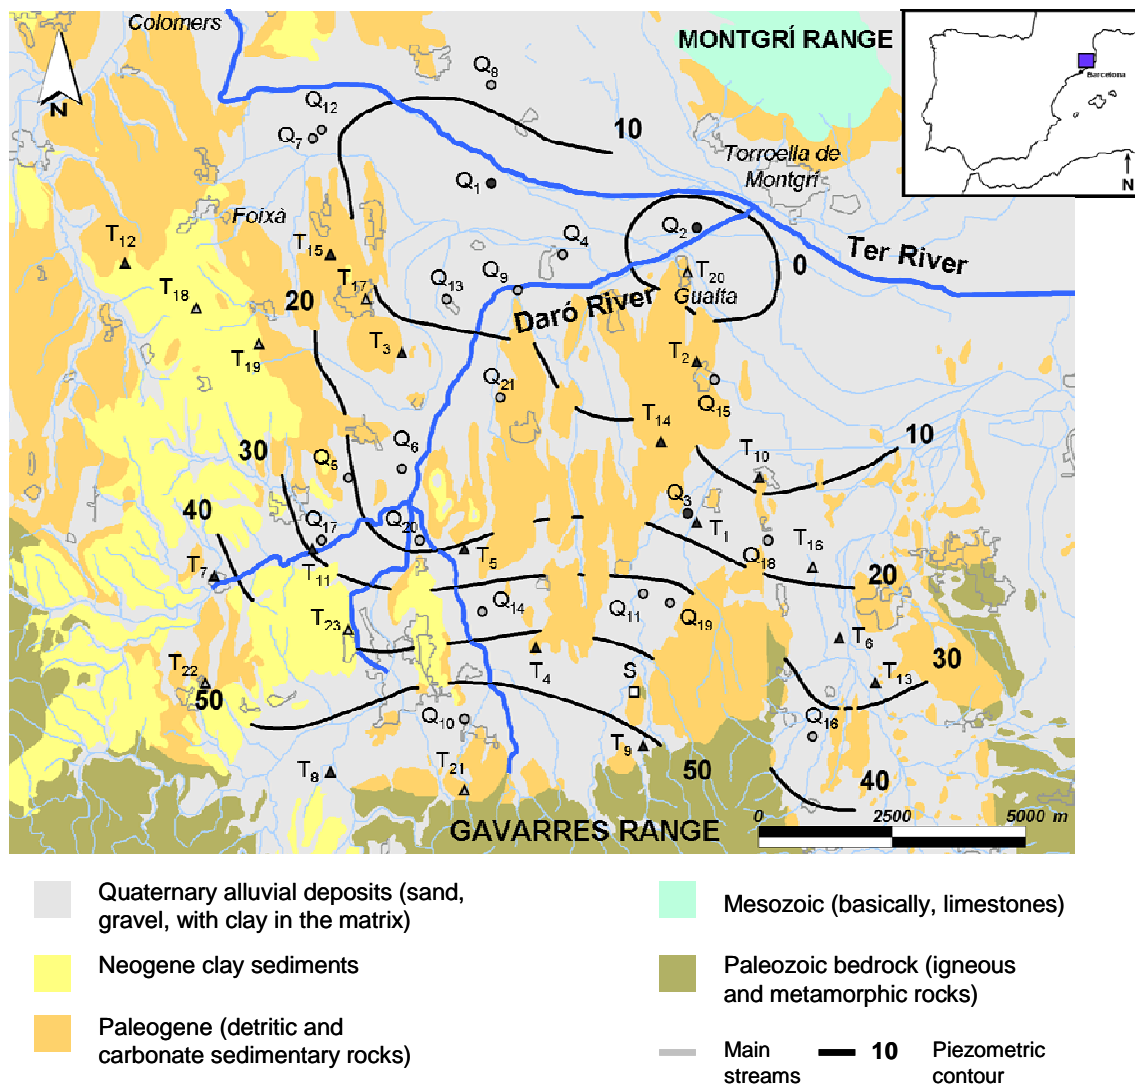 Colomers
MONTGRÍ RANGE
Barcelona
N
N
Q8
Q12
Q7
10
Torroella de
Montgrí
Q1
Foixà
T12
T15
Q4
Q2
Ter River
T18
20
T17
Q13
Q9
T20
0
Gualta
Daró River
T19
T3
T2
Q21
Q15
T14
30
Q5
Q6
10
T10
40
Q17
Q20
Q3
T1
T16
Q18
T7
T11
T5
20
Q14
Q11
Q19
T23
T6
T22
T4
S
30
T13
50
Q10
Q16
T9
T8
T21
50
40
GAVARRES RANGE
0 2500 5000 m
Quaternary alluvial deposits (sand,
gravel, with clay in the matrix)
Neogene clay sediments
Paleogene (detritic and
carbonate sedimentary rocks)
Mesozoic (basically, limestones)
Paleozoic bedrock (igneous
and metamorphic rocks)
Main
streams
10 Piezometric
contour